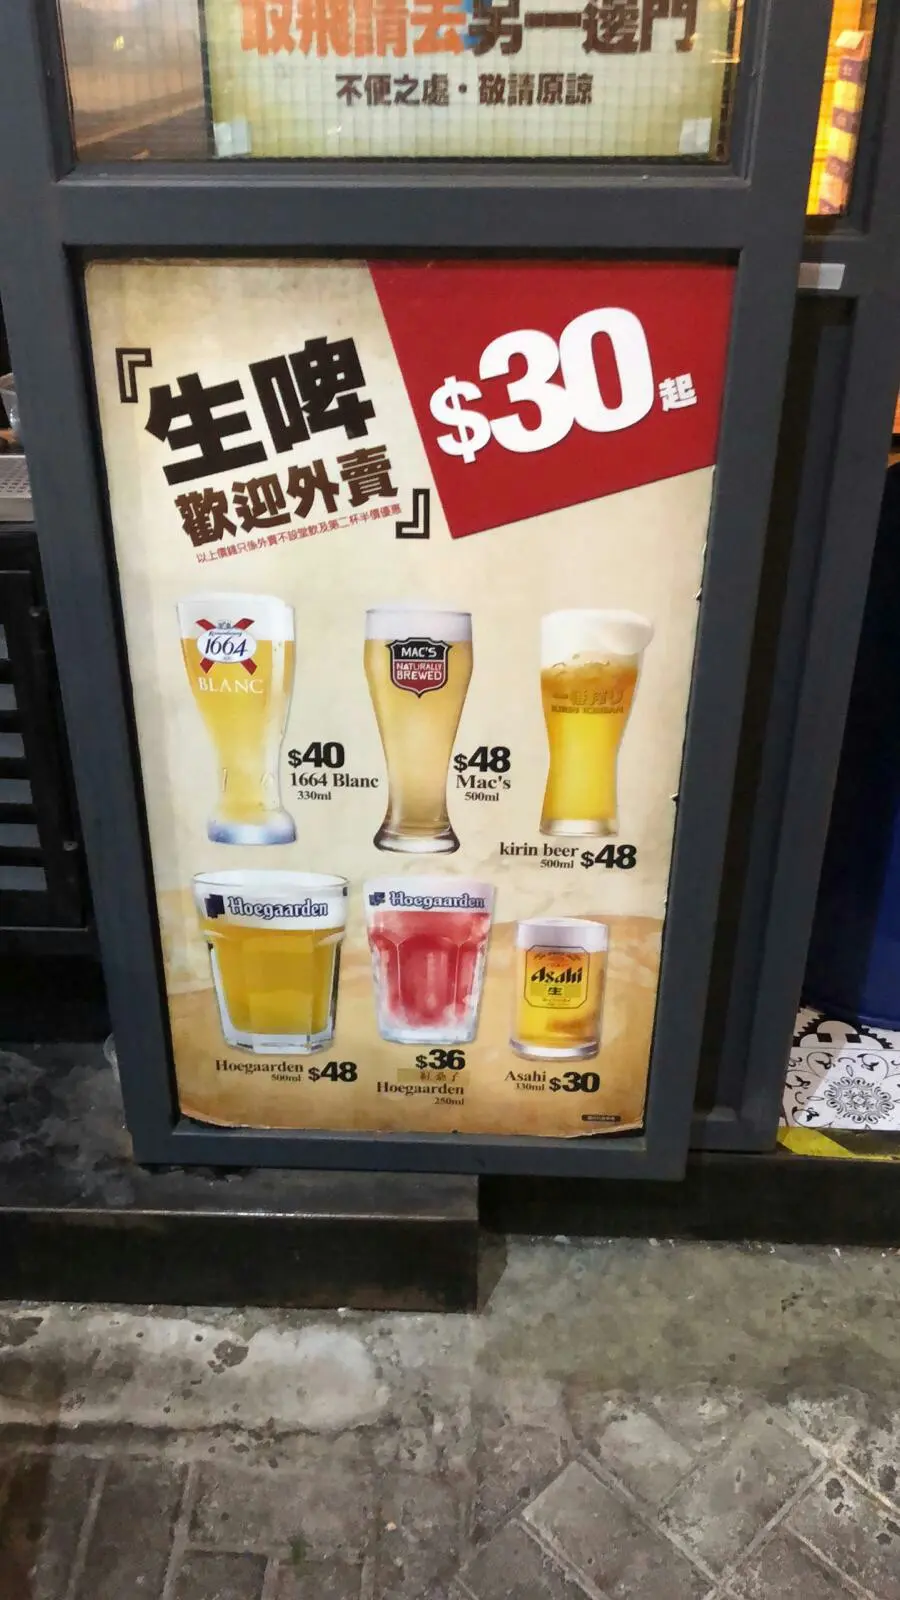 取飛請去另一邊門
不便之處·敬請原諒
『生啤
歡迎外賣』
以上價錢只係外賣不設堂飲及第二杯半價優惠
$30起
1664
BLANC
$40
1664 Blanc
330ml
MAC'S
NATURALLY
BREWED
$48
Mac's
500ml
一番搾り
KIRIN ICHIBAN
kirin beer
500ml $48
Hoegaarden
Hoegaarden
500ml $48
Hoegaarden
$36
Hoegaarden
250ml
Asahi
生
Asahi
330ml $30